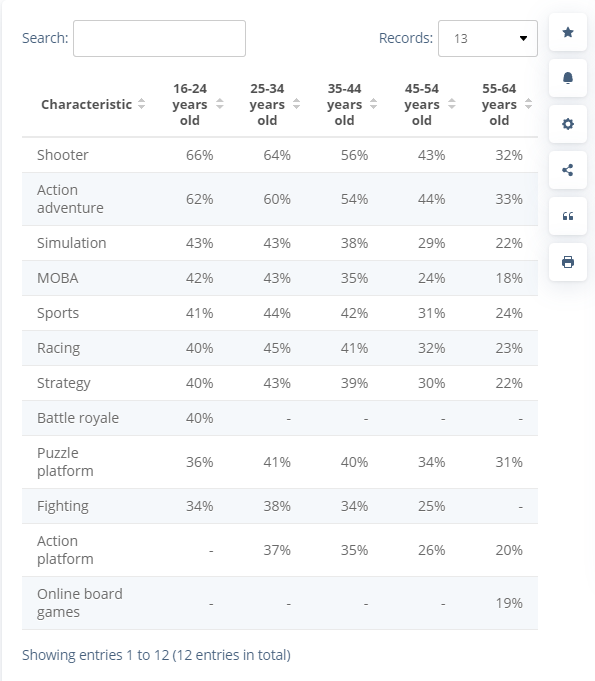 Search:
Records: 13
Characteristic 16-24 years old 25-34 years old 35-44 years old 45-54 years old 55-64 years old
Shooter 66% 64% 56% 43% 32%
Action adventure 62% 60% 54% 44% 33%
Simulation 43% 43% 38% 29% 22%
MOBA 42% 43% 35% 24% 18%
Sports 41% 44% 42% 31% 24%
Racing 40% 45% 41% 32% 23%
Strategy 40% 43% 39% 30% 22%
Battle royale 40% - - - -
Puzzle platform 36% 41% 40% 34% 31%
Fighting 34% 38% 34% 25% -
Action platform - 37% 35% 26% 20%
Online board games - - - - 19%
Showing entries 1 to 12 (12 entries in total)